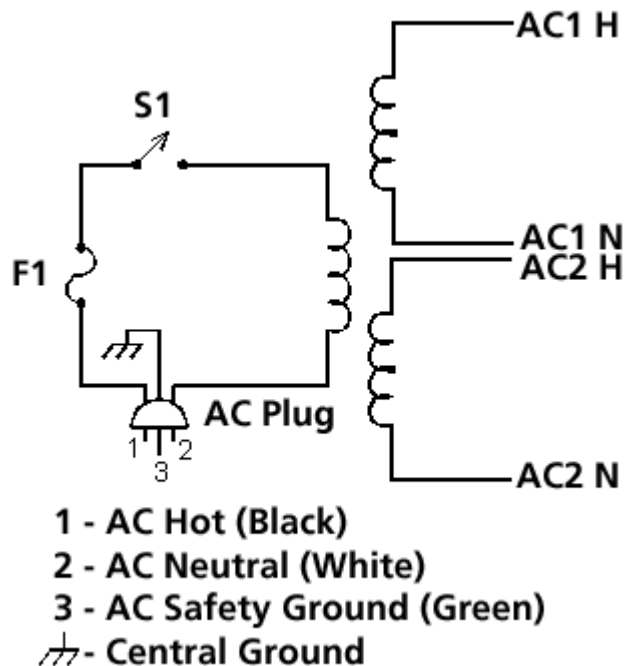 AC1 H
S1
AC1 N
AC2 H
F1
AC Plug
1 2
3
AC2 N
1 - AC Hot (Black)
2 - AC Neutral (White)
3 - AC Safety Ground (Green)
- Central Ground